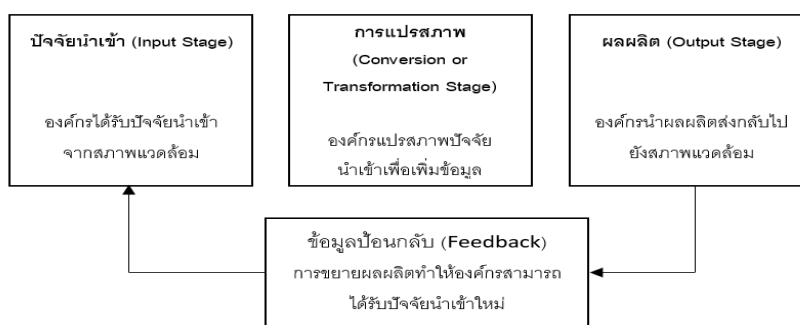 ปัจจัยนำเข้า (Input Stage)
องค์กรได้รับปัจจัยนำเข้า
จากสภาพแวดล้อม
การแปรสภาพ
(Conversion or
Transformation Stage)
องค์กรแปรสภาพปัจจัย
นำเข้าเพื่อเพิ่มข้อมูล
ผลผลิต (Output Stage)
องค์กรนำผลผลิตส่งกลับไป
ยังสภาพแวดล้อม
ข้อมูลป้อนกลับ (Feedback)
การขยายผลผลิตทำให้องค์กรสามารถ
ได้รับปัจจัยนำเข้าใหม่